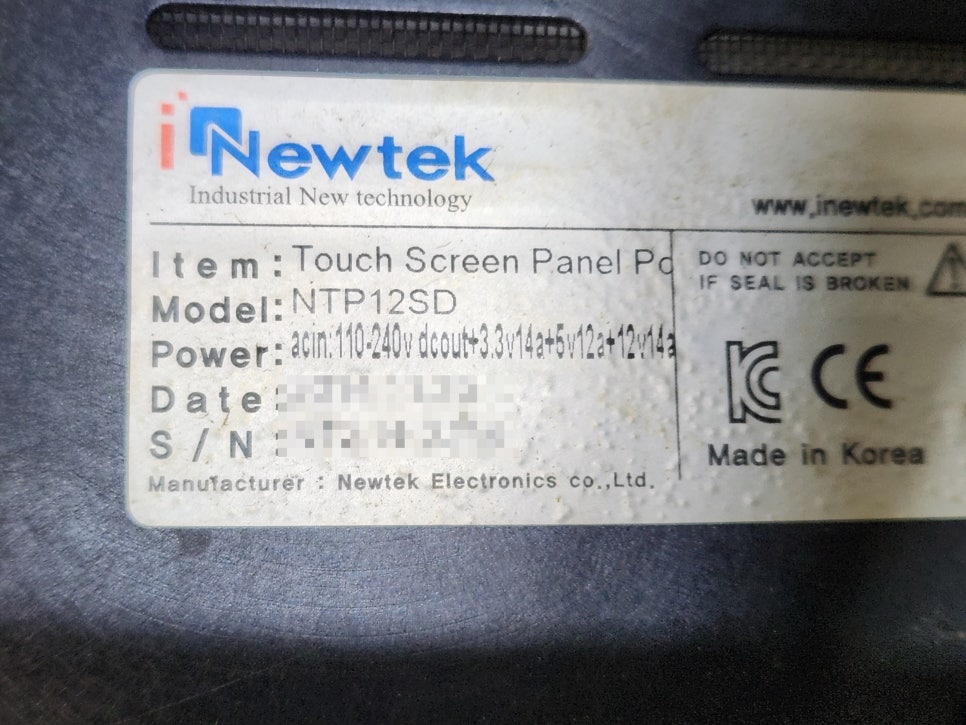 iNewtek
Industrial New technology
www.inewtek.com
Item: Touch Screen Panel Pc
Model: NTP12SD
Power: acin:110-240v dcout+3.3v14a+5v12a+12v14a
Date:
S/N:
Manufacturer : Newtek Electronics co.,Ltd.
DO NOT ACCEPT
IF SEAL IS BROKEN
CE
Made in Korea